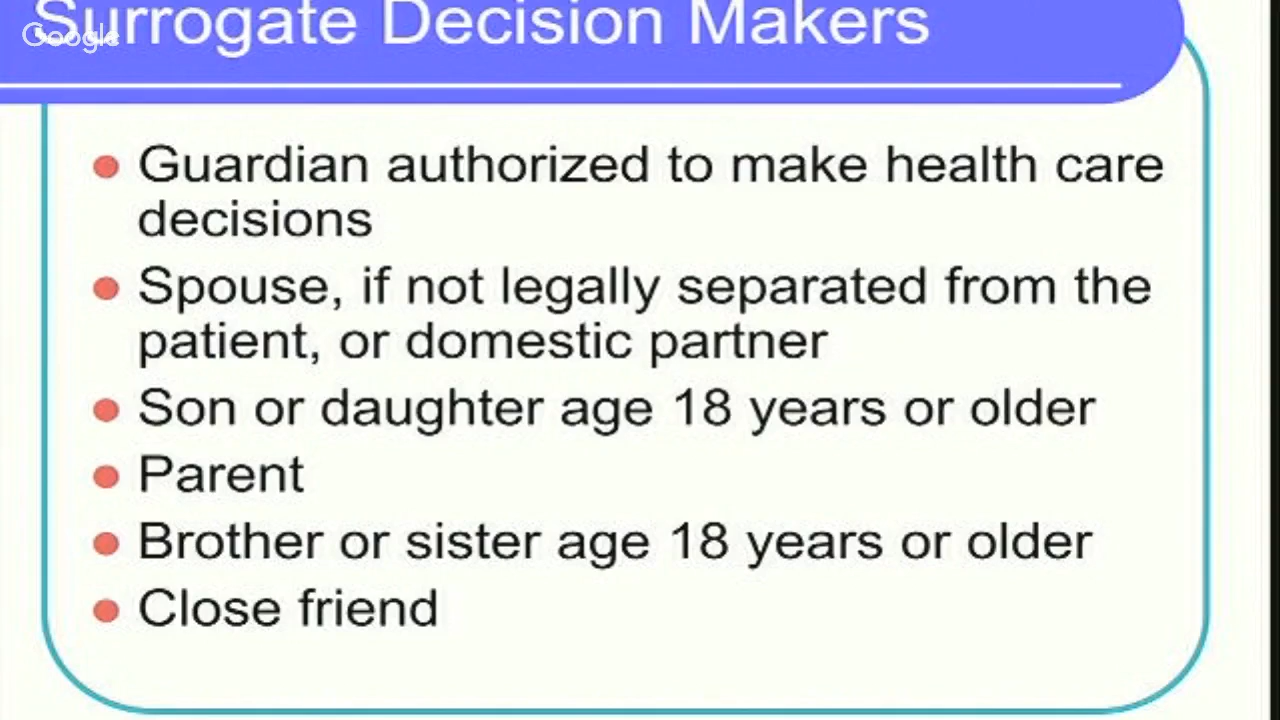 Surrogate Decision Makers
Google
Guardian authorized to make health care
decisions
Spouse, if not legally separated from the
patient, or domestic partner
Son or daughter age 18 years or older
Parent
Brother or sister age 18 years or older
Close friend